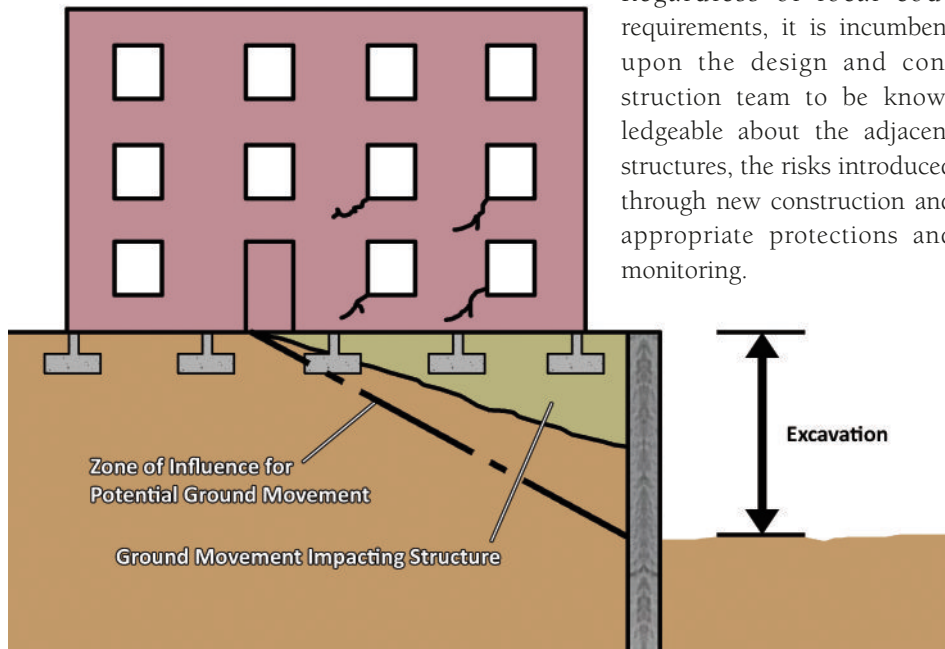 requirements, it is incumben
upon the design and con
struction team to be know
ledgeable about the adjacen
structures, the risks introduced
through new construction and
appropriate protections and
monitoring.
Excavation
Zone of Influence for
Potential Ground Movement
Ground Movement Impacting Structure